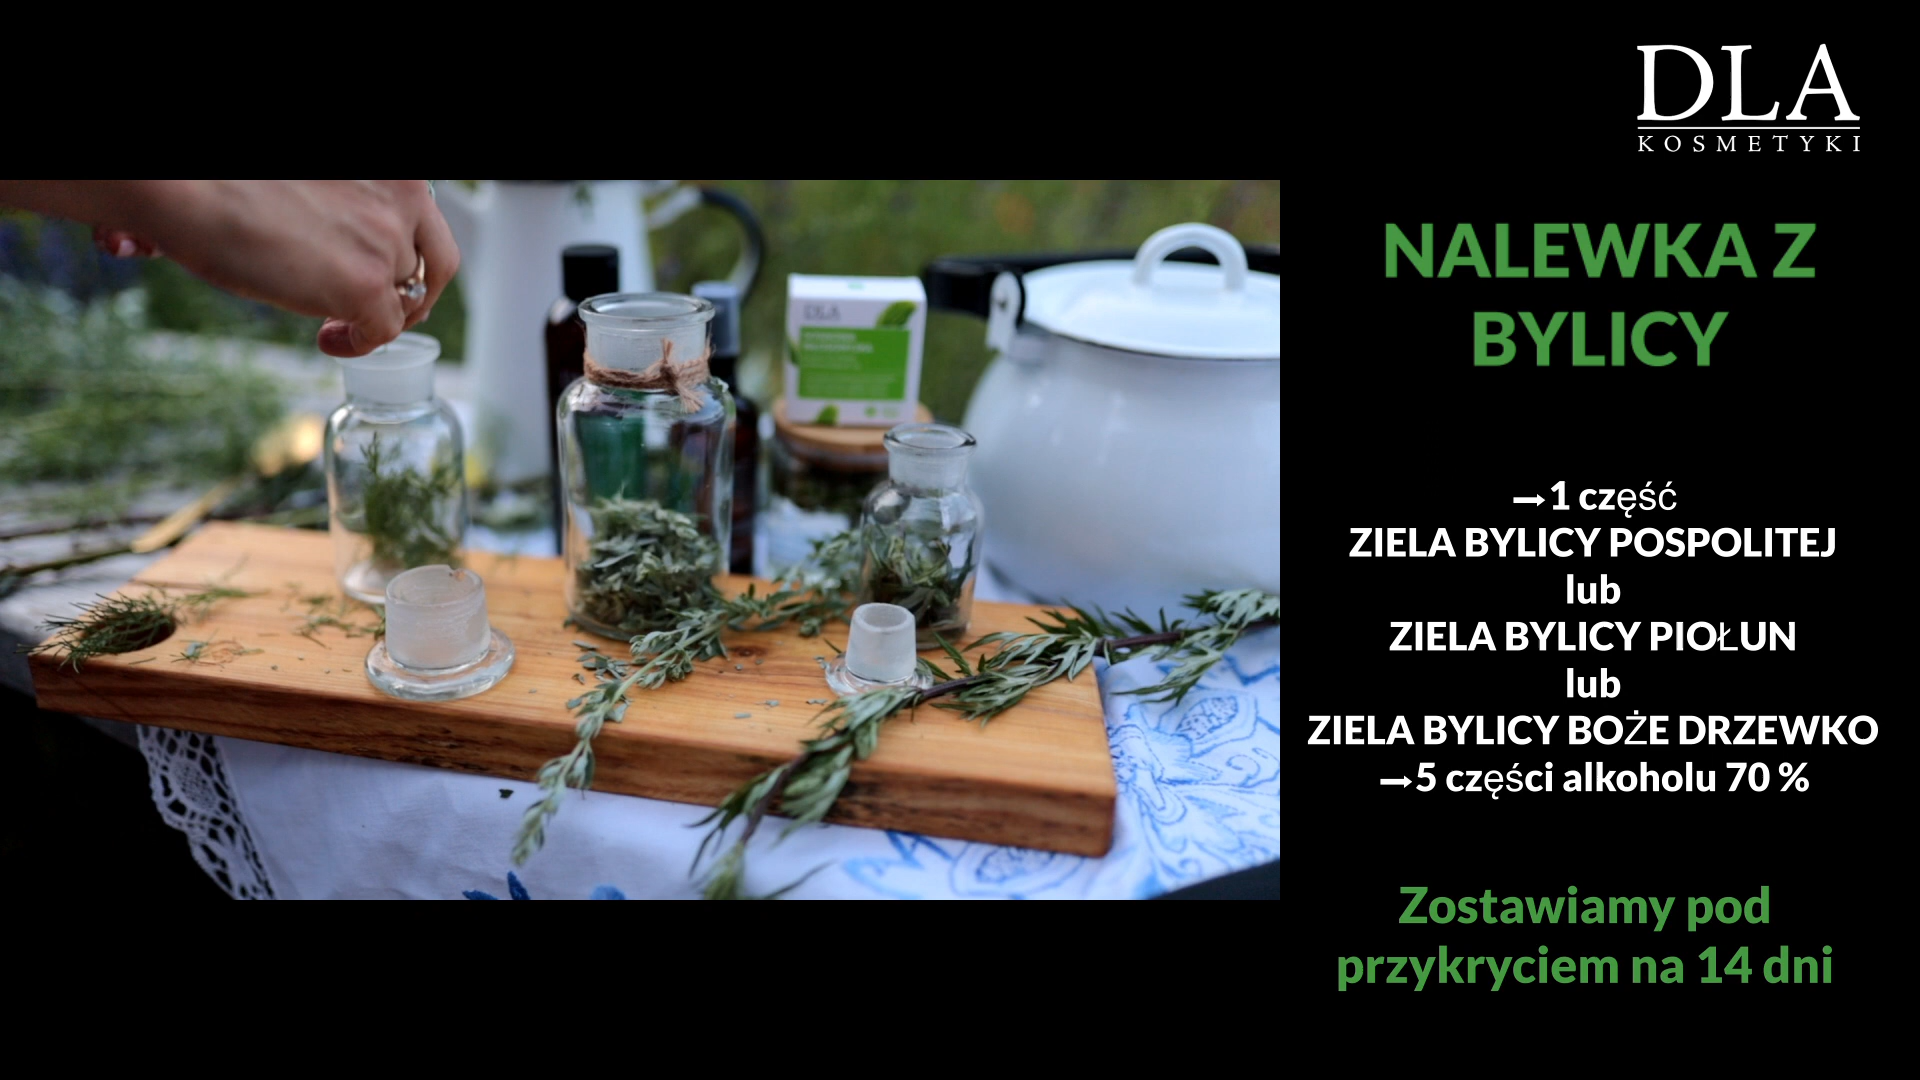 DLA
KOSMETYKI
NALEWKA Z
BYLICY
→1 część
ZIELA BYLICY POSPOLITEJ
lub
ZIELA BYLICY PIOŁUN
lub
ZIELA BYLICY BOŻE DRZEWKO
→5 części alkoholu 70 %
Zostawiamy pod
przykryciem na 14 dni
DLA